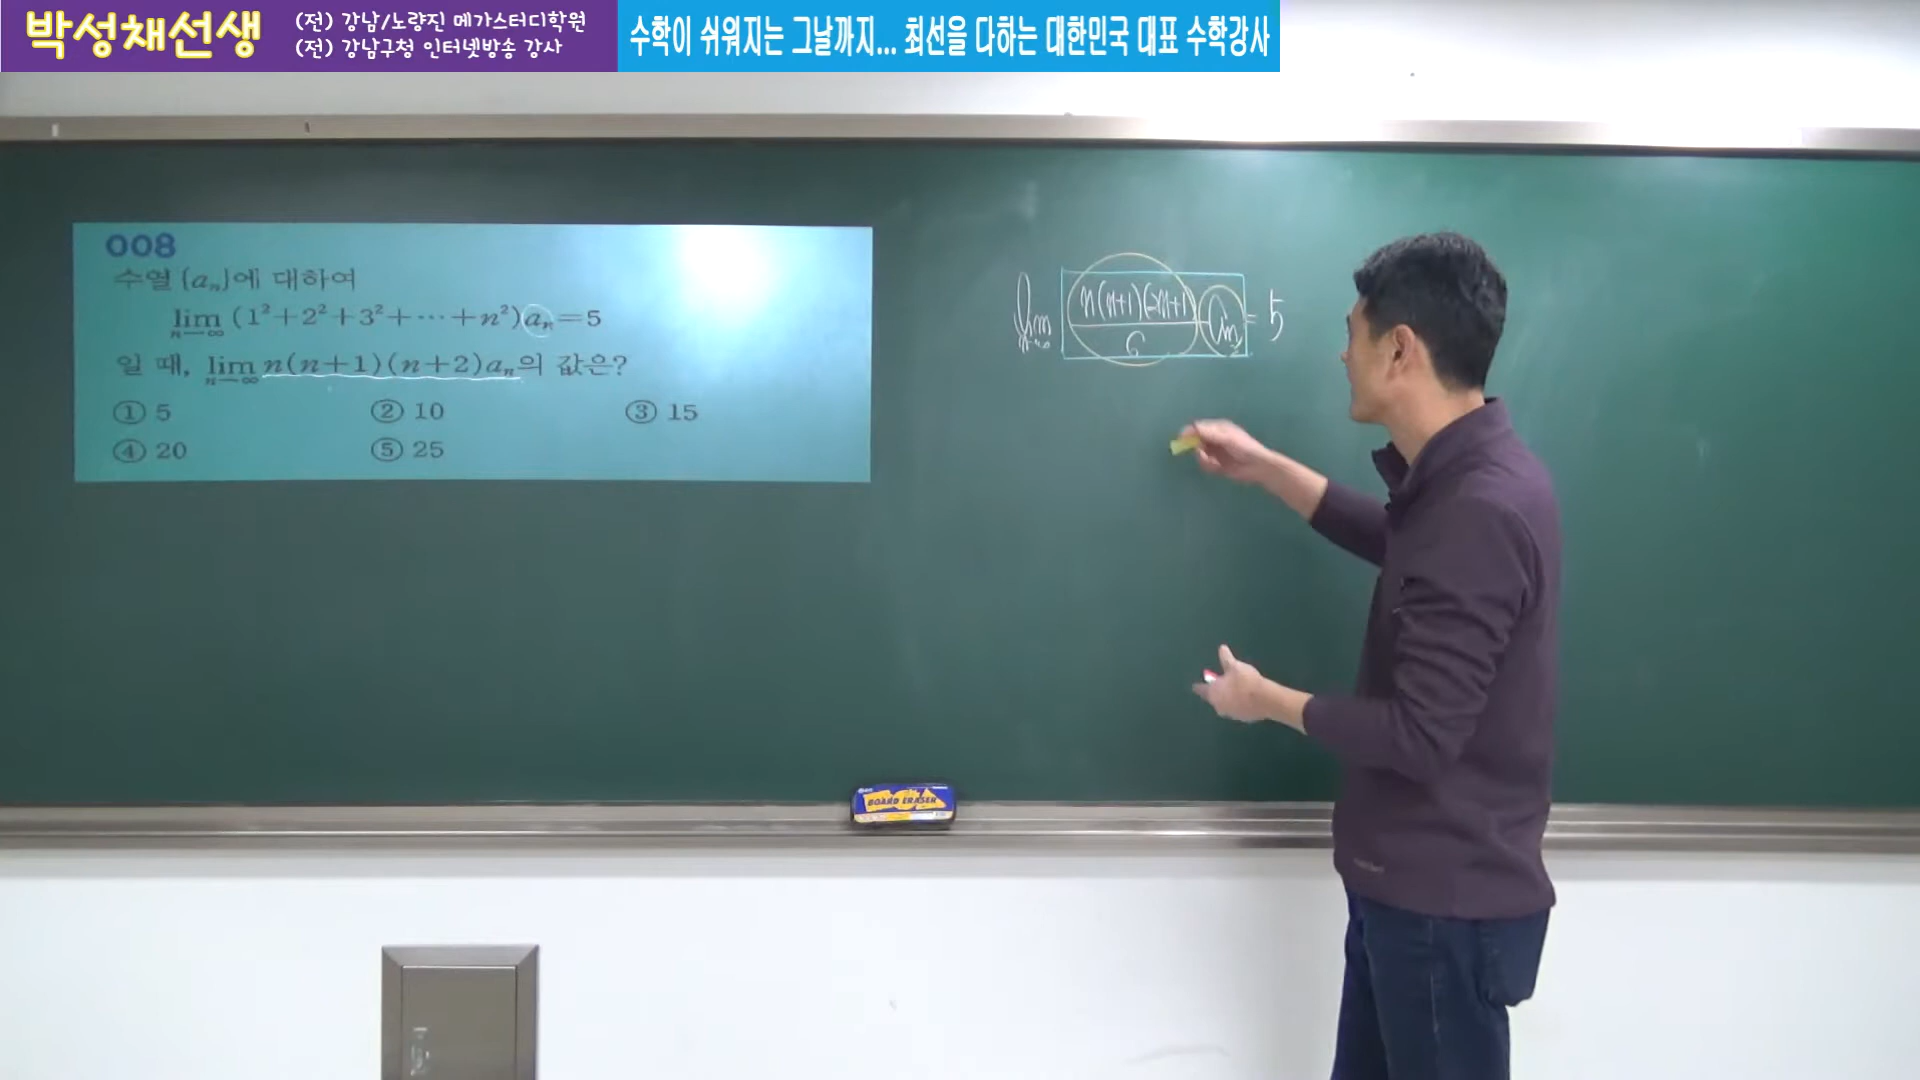 박성채선생
(전) 강남/노량진 메가스터디학원
(전) 강남구청 인터넷방송 강사
수학이 쉬워지는 그날까지... 최선을 다하는 대한민국 대표 수학강사
008
수열 {aₙ}에 대하여
lim n→∞ (1²+2²+3²+⋯+n²)aₙ=5
일 때, lim n→∞ n(n+1)(n+2)aₙ의 값은?
① 5 ② 10 ③ 15
④ 20 ⑤ 25
lim n→∞ n(n+1)(2n+1)/6 aₙ = 5
BOARD ERASER